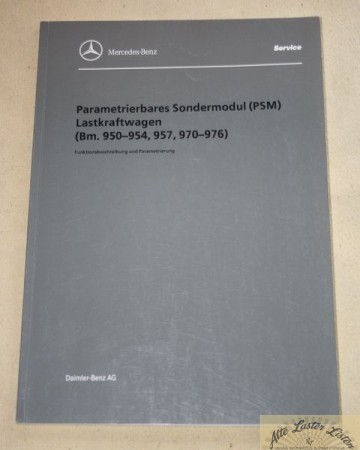 Mercedes-Benz
Service
Parametrierbares Sondermodul (PSM)
Lastkraftwagen
(Bm. 950–954, 957, 970–976)
Funktionsbeschreibung und Parametrierung
Daimler-Benz AG
Alte Laster Listen